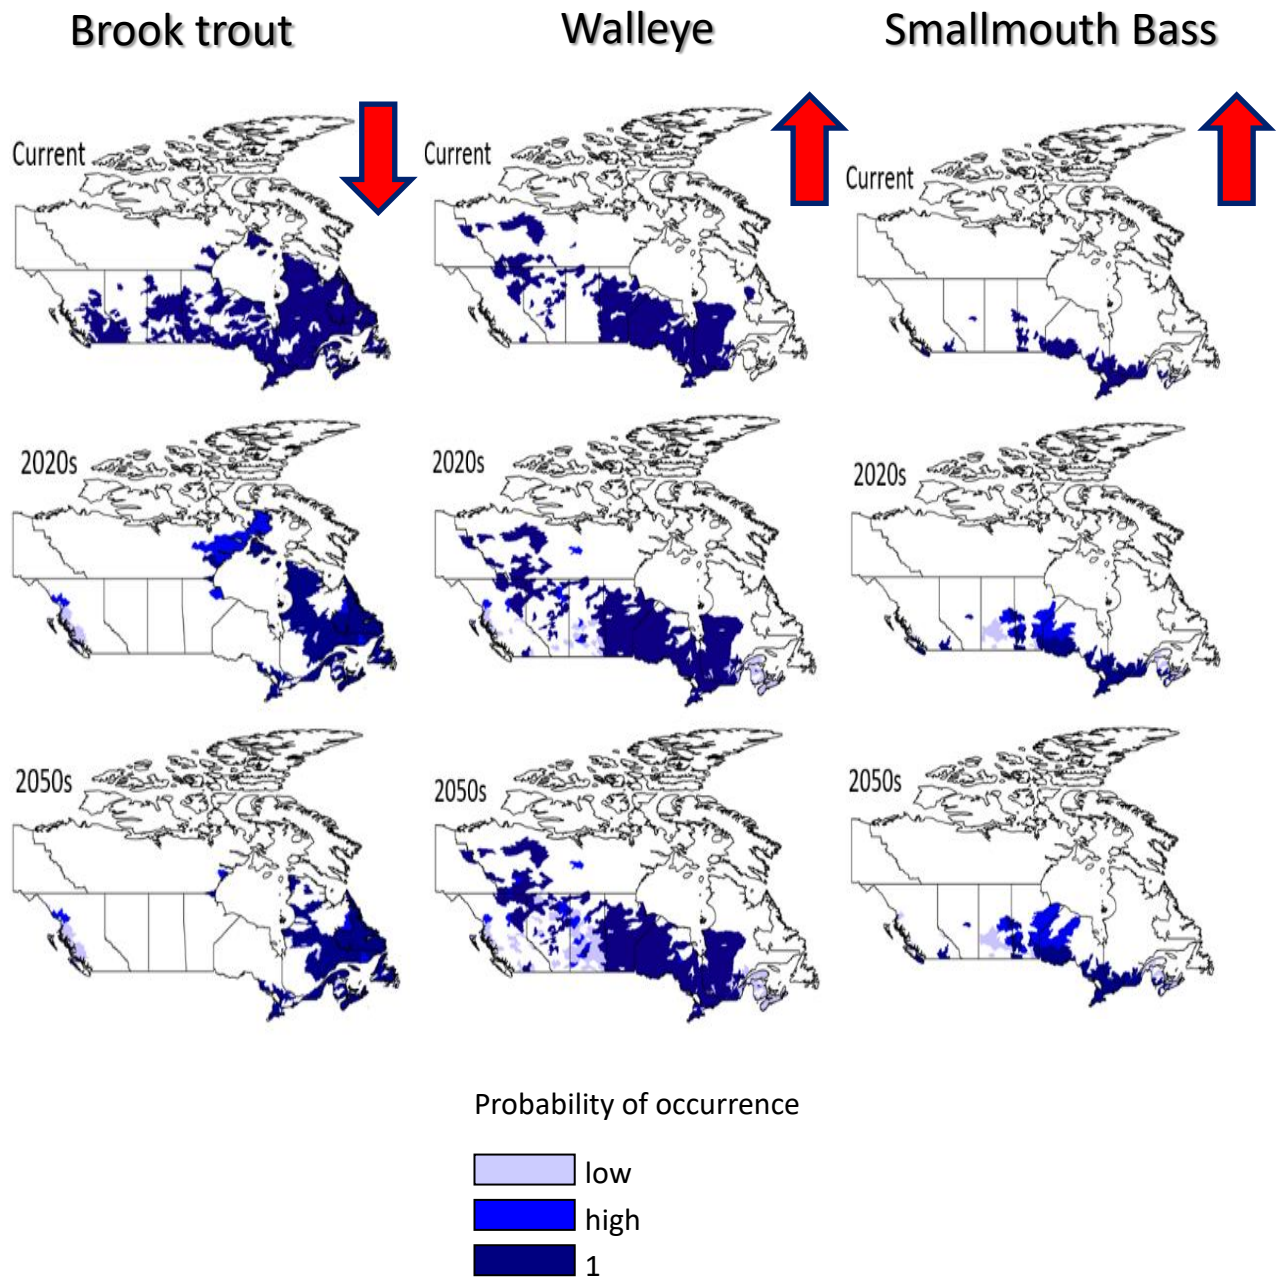 Brook trout
Walleye
Smallmouth Bass
Current
Current
Current
2020s
2020s
2020s
2050s
2050s
2050s
Probability of occurrence
low
high
1